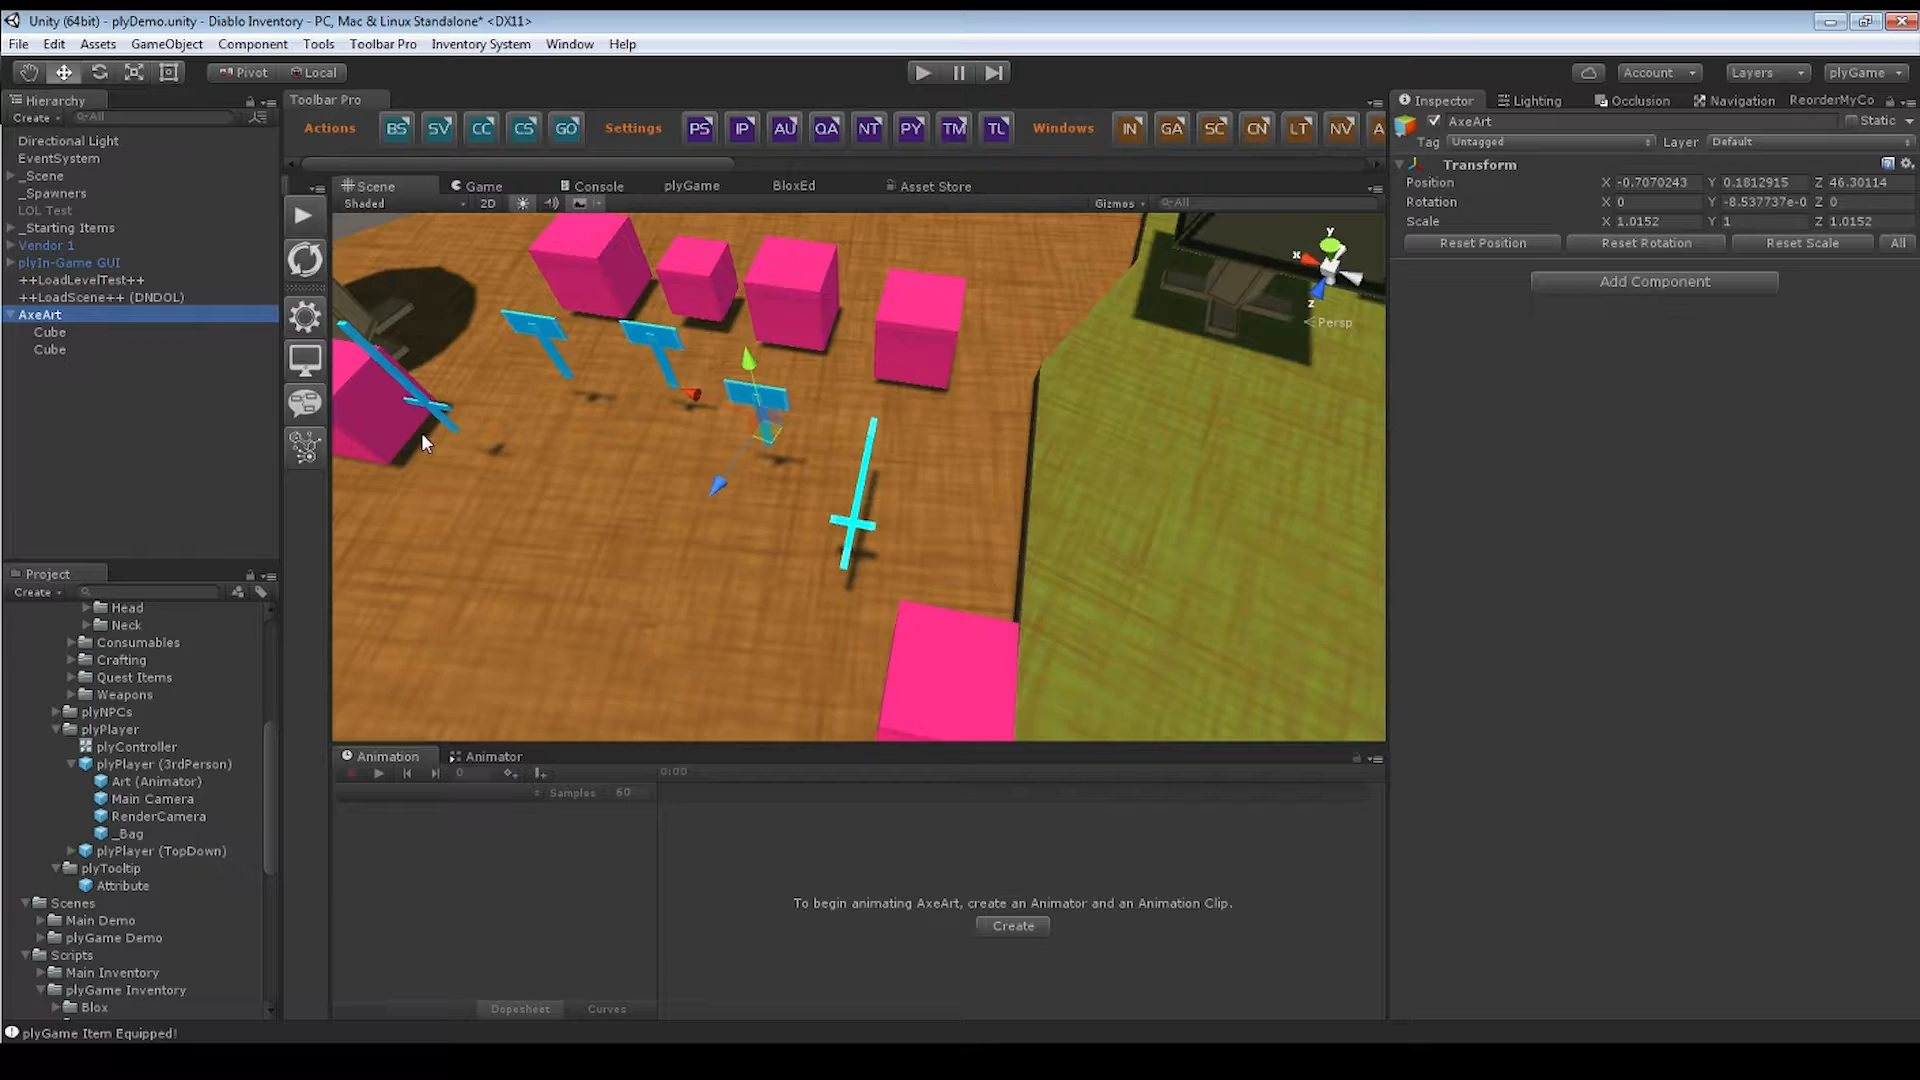 Unity (64bit) - plyDemo.unity - Diablo Inventory - PC, Mac & Linux Standalone* <DX11>
File Edit Assets GameObject Component Tools Toolbar Pro Inventory System Window Help
Pivot Local Account Layers plyGame
Hierarchy
Create All
Directional Light
EventSystem
_Scene
_Spawners
LOL Test
_Starting Items
Vendor 1
plyIn-Game GUI
++LoadLevelTest++
++LoadScene++ (DNDOL)
AxeArt
Cube
Cube
Toolbar Pro
Actions BS SV CC CS GO Settings PS IP AU QA NT PY TM TL Windows IN GA SC CN LT NV A
Scene Game Console plyGame BloxEd Asset Store
Shaded 2D Gizmos All
y
x
z
Persp
Inspector Lighting Occlusion Navigation ReorderMyCo
AxeArt Static
Tag Untagged Layer Default
Transform
Position X -0.7070243 Y 0.1812915 Z 46.30114
Rotation X 0 Y -8.537737e-0 Z 0
Scale X 1.0152 Y 1 Z 1.0152
Reset Position Reset Rotation Reset Scale All
Add Component
Project
Create
Head
Neck
Consumables
Crafting
Quest Items
Weapons
plyNPCs
plyPlayer
plyController
plyPlayer (3rdPerson)
Art (Animator)
Main Camera
RenderCamera
_Bag
plyPlayer (TopDown)
plyTooltip
Attribute
Scenes
Main Demo
plyGame Demo
Scripts
Main Inventory
plyGame Inventory
Blox
Animation Animator
0 0:00
Samples 60
To begin animating AxeArt, create an Animator and an Animation Clip.
Create
Dopesheet Curves
plyGame Item Equipped!